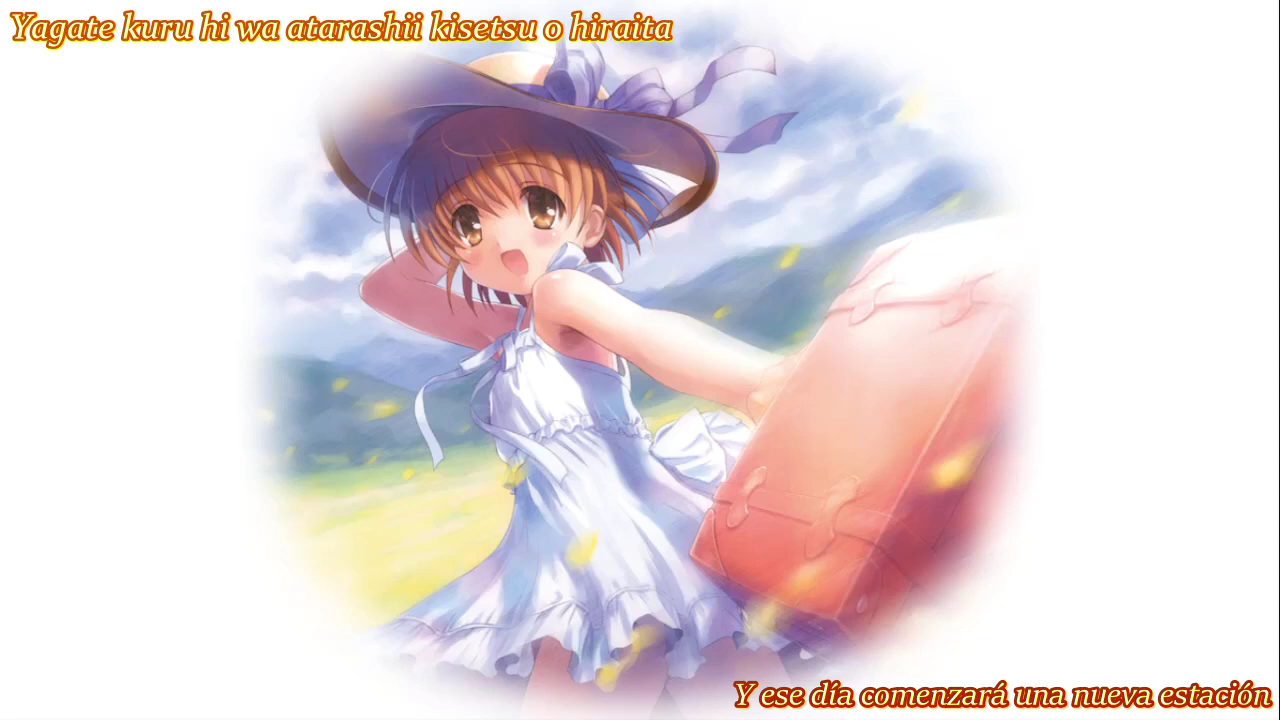 Yagate kuru hi wa atarashii kisetsu o hiraita
Y ese día comenzará una nueva estación